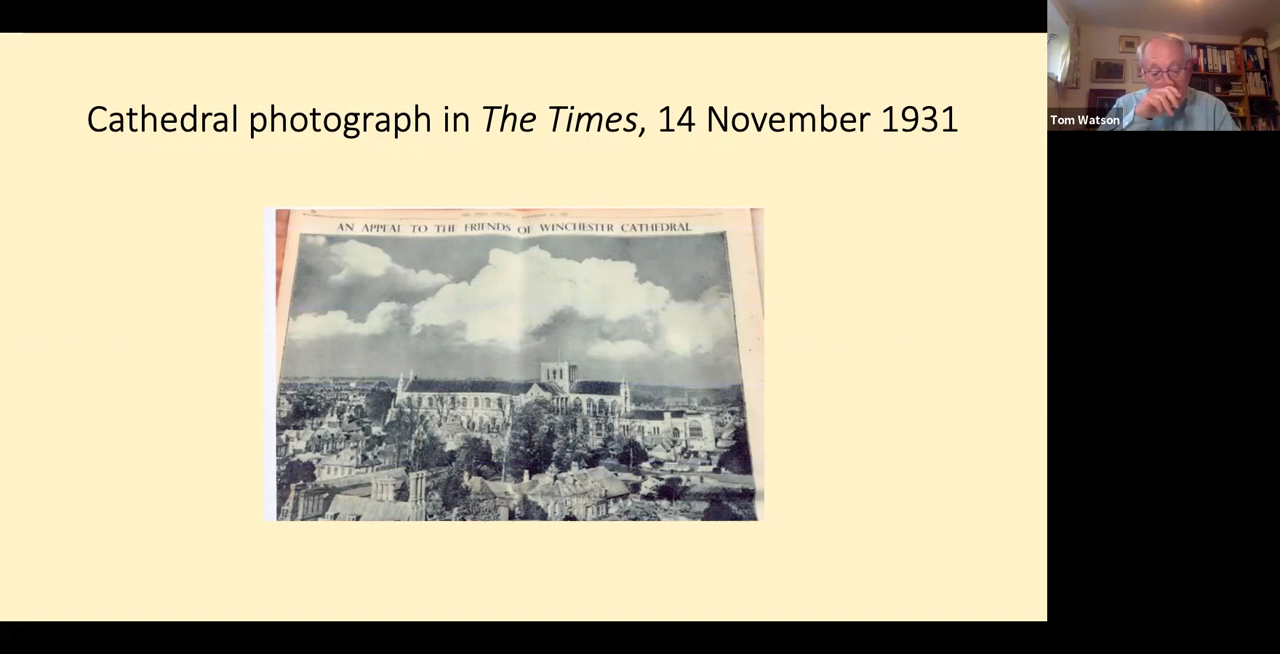 Cathedral photograph in The Times, 14 November 1931
AN APPEAL TO THE FRIENDS OF WINCHESTER CATHEDRAL
Tom Watson